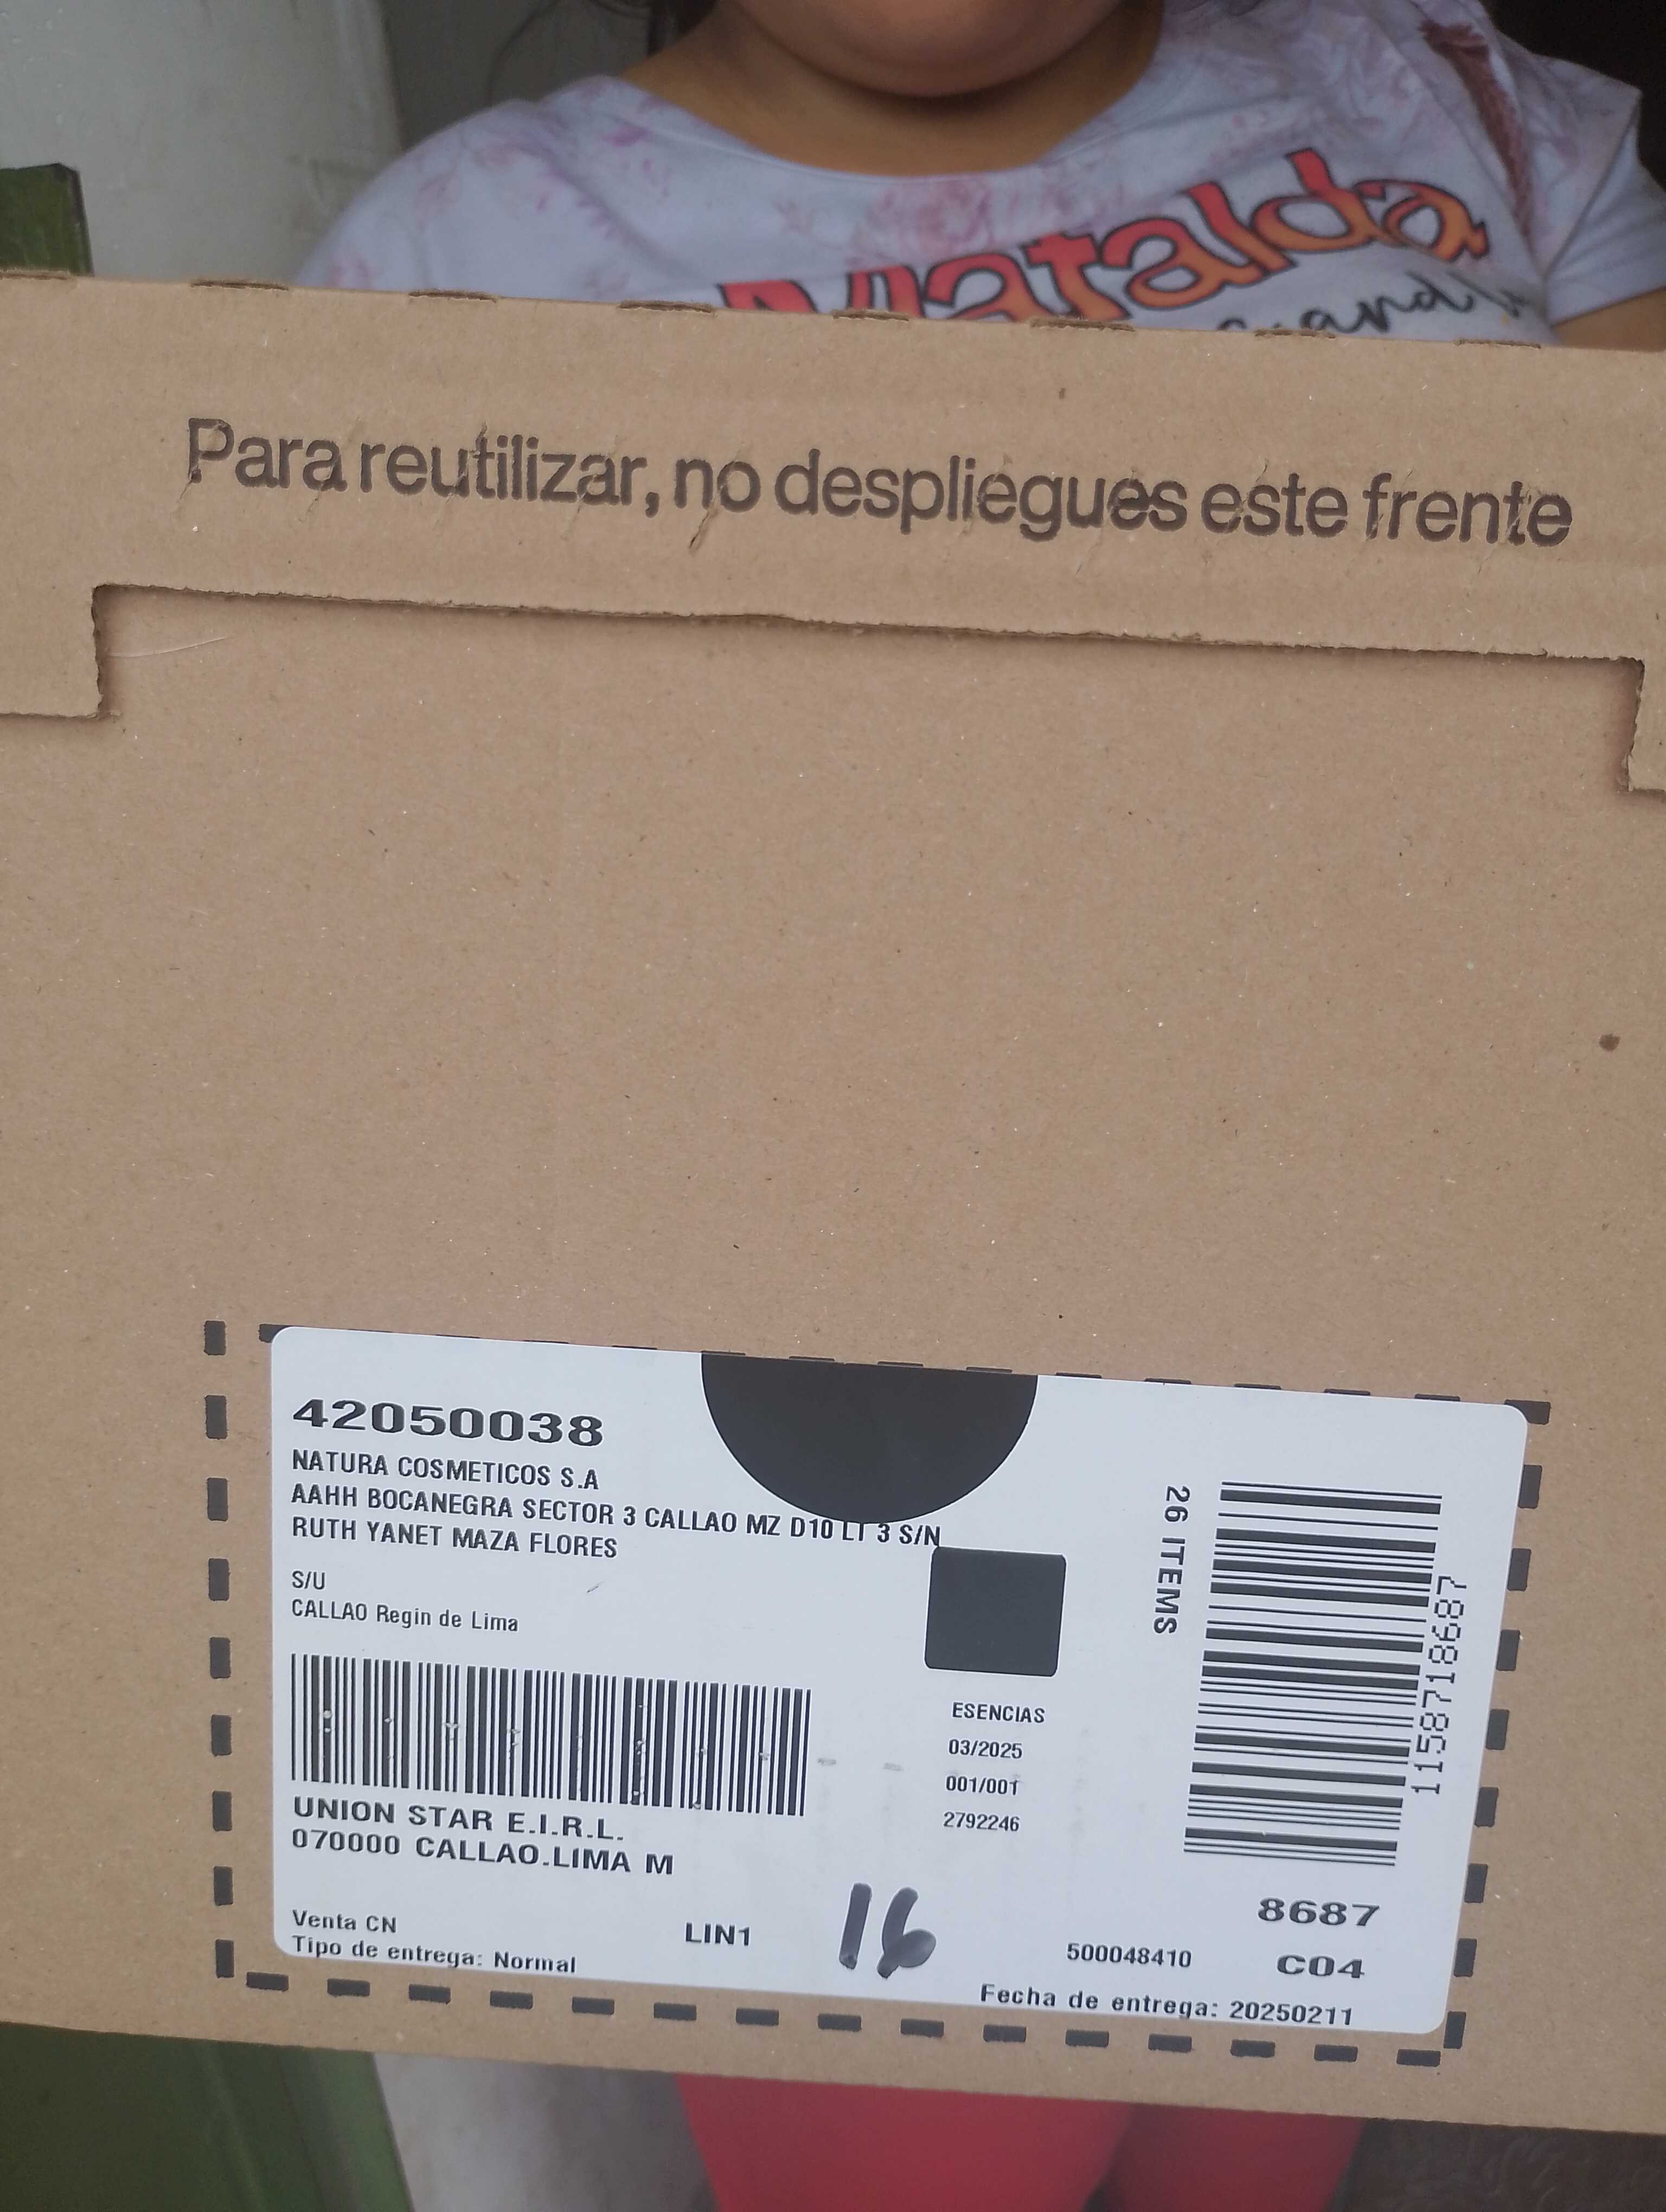 Matalda
Para reutilizar, no despliegues este frente
42050038
NATURA COSMETICOS S.A
AAHH BOCANEGRA SECTOR 3 CALLAO MZ D10 LT 3 S/N
RUTH YANET MAZA FLORES
S/U
CALLAO Regin de Lima
UNION STAR E.I.R.L.
070000 CALLAO.LIMA M
Venta CN
Tipo de entrega: Normal
LIN1
16
ESENCIAS
03/2025
001/001
2792246
26 ITEMS
1158718687
8687
500048410
C04
Fecha de entrega: 20250211